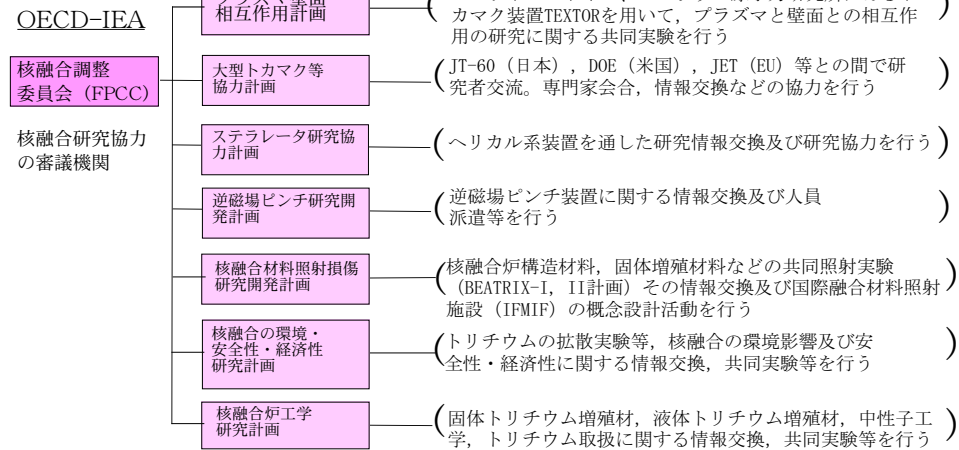 OECD-IEA
核融合調整
委員会 (FPCC)
核融合研究協力
の審議機関
相互作用計画
カマク装置TEXTORを用いて，プラズマと壁面との相互作
用の研究に関する共同実験を行う
大型トカマク等
協力計画
JT-60（日本），DOE（米国），JET（EU）等との間で研
究者交流。専門家会合，情報交換などの協力を行う
ステラレータ研究協
力計画
ヘリカル系装置を通した研究情報交換及び研究協力を行う
逆磁場ピンチ研究開
発計画
逆磁場ピンチ装置に関する情報交換及び人員
派遣等を行う
核融合材料照射損傷
研究開発計画
核融合炉構造材料，固体増殖材料などの共同照射実験
（BEATRIX-I，II計画）その情報交換及び国際融合材料照射
施設（IFMIF）の概念設計活動を行う
核融合の環境・
安全性・経済性
研究計画
トリチウムの拡散実験等，核融合の環境影響及び安
全性・経済性に関する情報交換，共同実験等を行う
核融合炉工学
研究計画
固体トリチウム増殖材，液体トリチウム増殖材，中性子工
学，トリチウム取扱に関する情報交換，共同実験等を行う